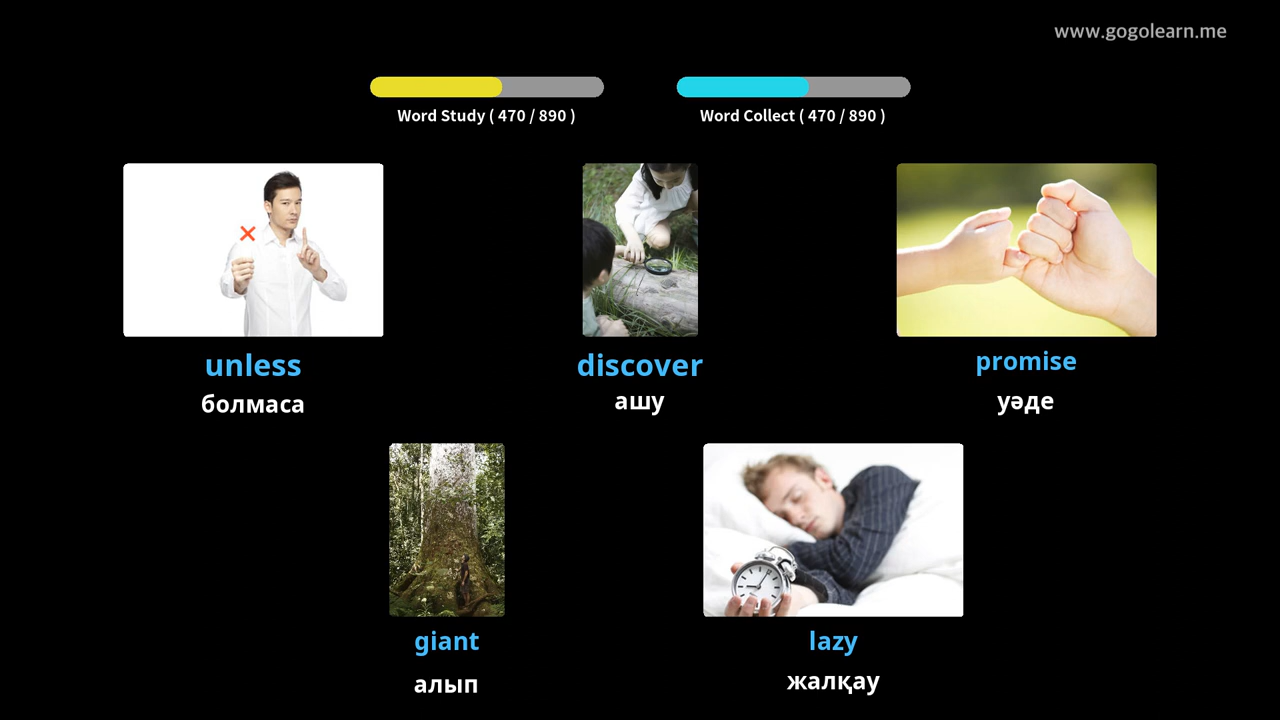 www.gogolearn.me
Word Study ( 470 / 890 )
Word Collect ( 470 / 890 )
unless
болмаса
discover
ашу
promise
уәде
giant
алып
lazy
жалқау